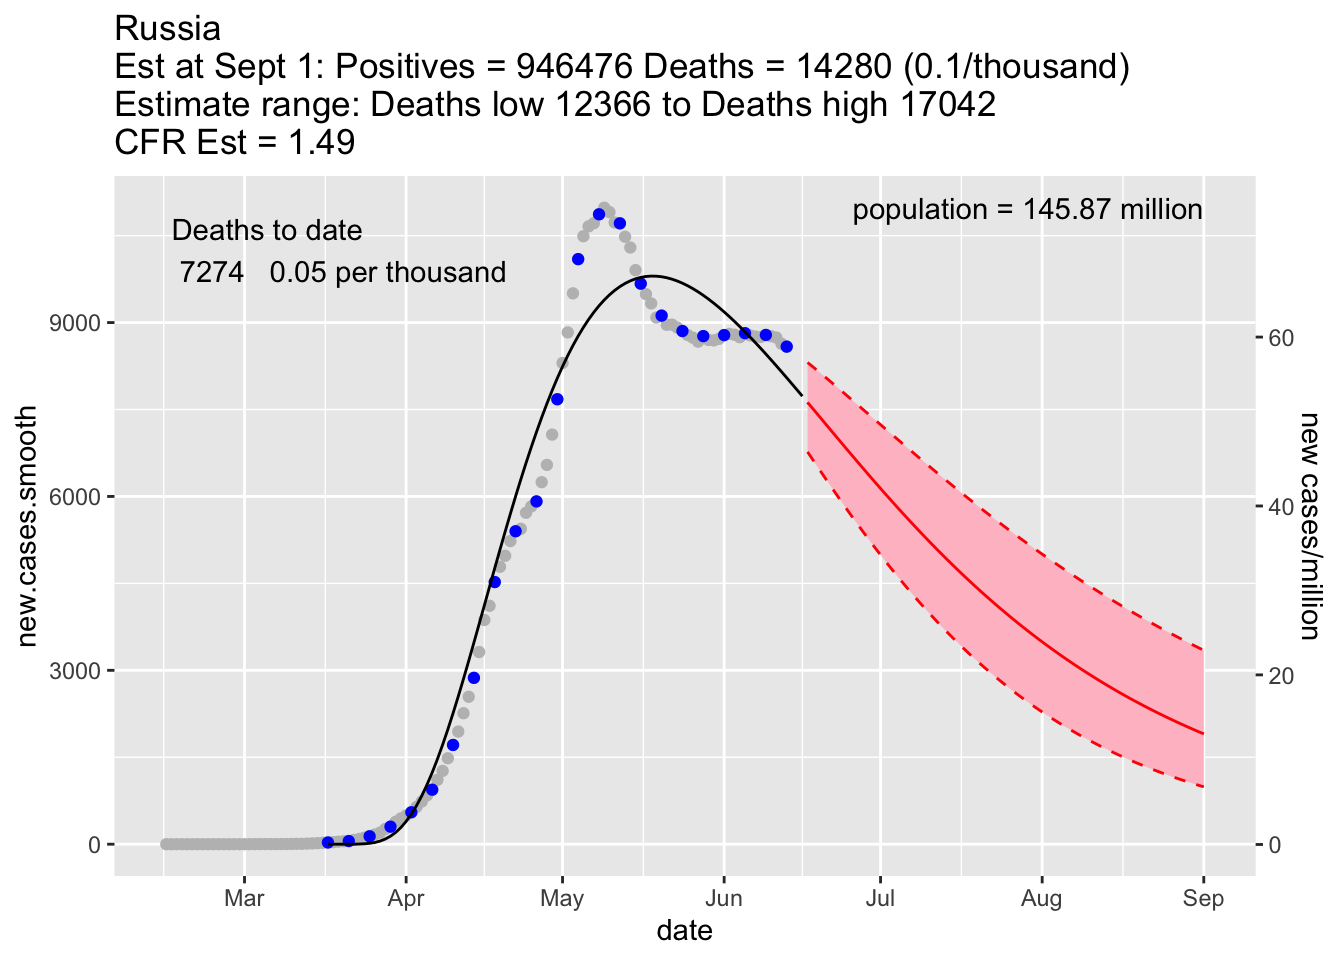 Russia
Est at Sept 1: Positives = 946476 Deaths = 14280 (0.1/thousand)
Estimate range: Deaths low 12366 to Deaths high 17042
CFR Est = 1.49
Deaths to date
7274 0.05 per thousand
population = 145.87 million
9000
6000
3000
0
new.cases.smooth
60
40
20
0
new cases/million
Mar Apr May Jun Jul Aug Sep
date